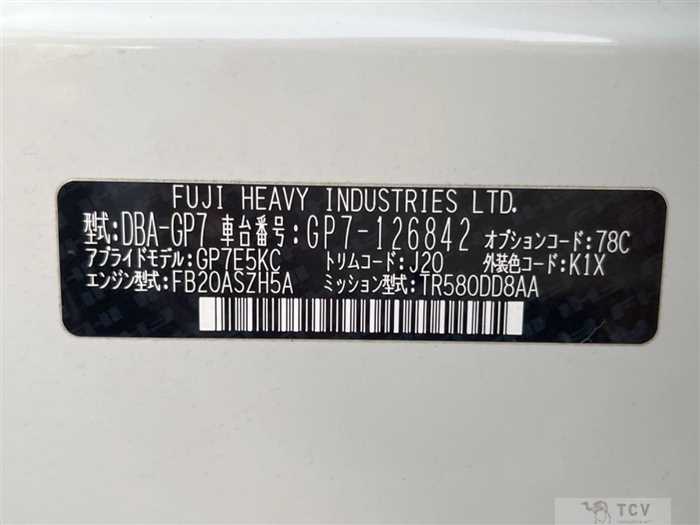 FUJI HEAVY INDUSTRIES LTD.
型式:DBA-GP7 車台番号:GP7-126842 オプションコード:78C
アプライドモデル:GP7E5KC トリムコード:J20 外装色コード:K1X
エンジン型式:FB20ASZH5A ミッション型式:TR580DD8AA
TCV